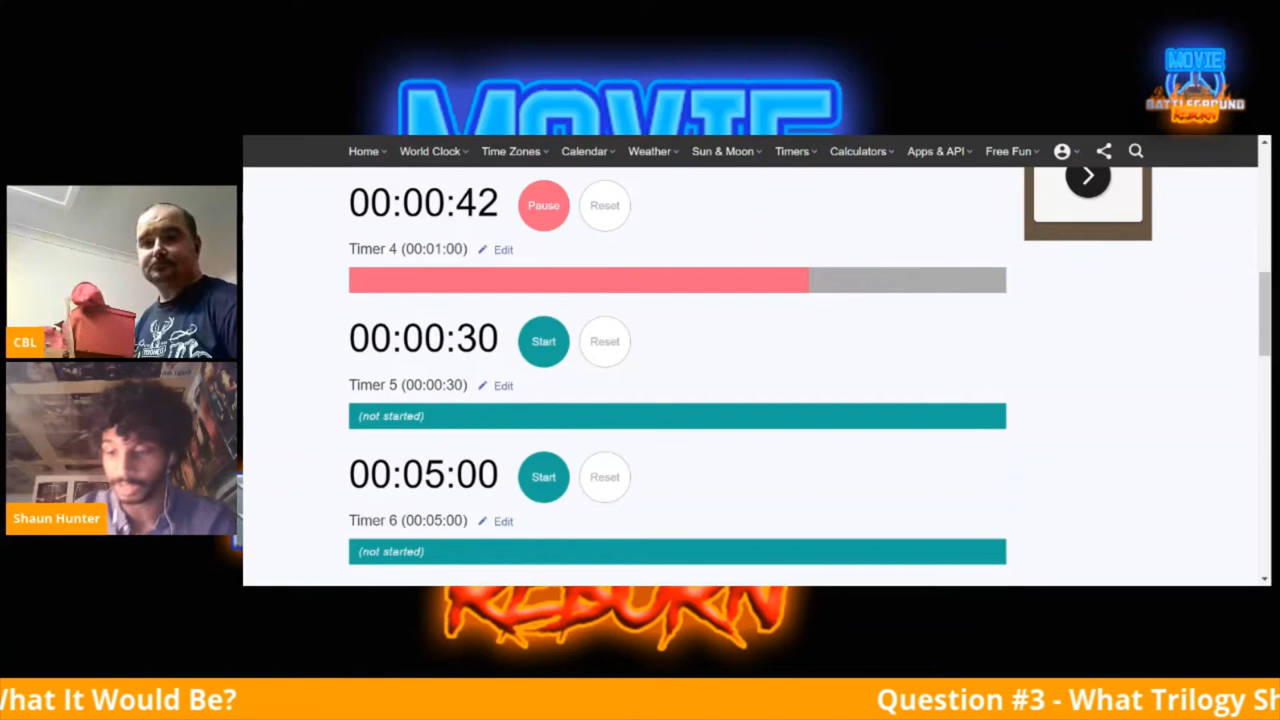 MOVIE
MOVIE
BATTLEGROUND
REBORN
Home World Clock Time Zones Calendar Weather Sun & Moon Timers Calculators Apps & API Free Fun
00:00:42 Pause Reset
Timer 4 (00:01:00) Edit
00:00:30 Start Reset
Timer 5 (00:00:30) Edit
(not started)
00:05:00 Start Reset
Timer 6 (00:05:00) Edit
(not started)
CBL
Shaun Hunter
REBORN
What It Would Be? Question #3 - What Trilogy Sh